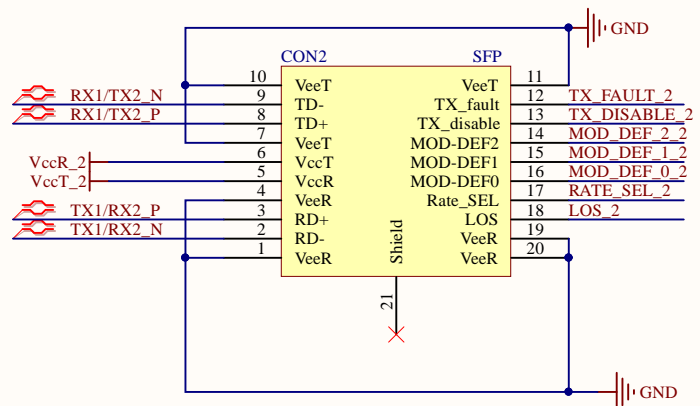 GND
CON2 SFP
10 VeeT VeeT 11
RX1/TX2_N 9 TD- TX_fault 12 TX_FAULT_2
RX1/TX2_P 8 TD+ TX_disable 13 TX_DISABLE_2
7 VeeT MOD-DEF2 14 MOD_DEF_2_2
VccR_2 6 VccT MOD-DEF1 15 MOD_DEF_1_2
VccT_2 5 VccR MOD-DEF0 16 MOD_DEF_0_2
4 VeeR Rate_SEL 17 RATE_SEL_2
TX1/RX2_P 3 RD+ LOS 18 LOS_2
TX1/RX2_N 2 RD- VeeR 19
1 VeeR VeeR 20
Shield
21
GND